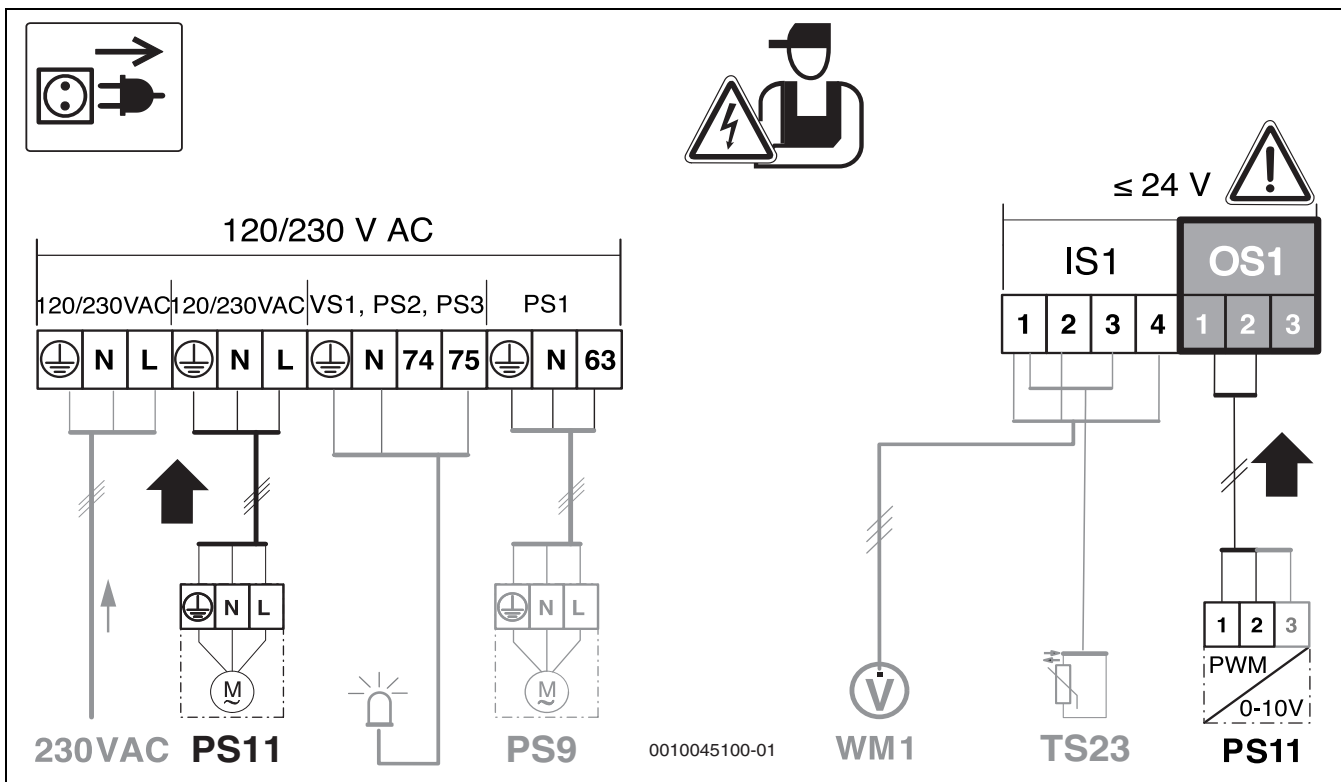 ≤ 24 V
120/230 V AC
IS1 OS1
120/230VAC 120/230VAC VS1, PS2, PS3 PS1
1 2 3 4 1 2 3
N L N L N 74 75 N 63
N L N L
1 2 3
M
~
M
~
PWM
0-10V
V
230VAC PS11 PS9 0010045100-01 WM1 TS23 PS11